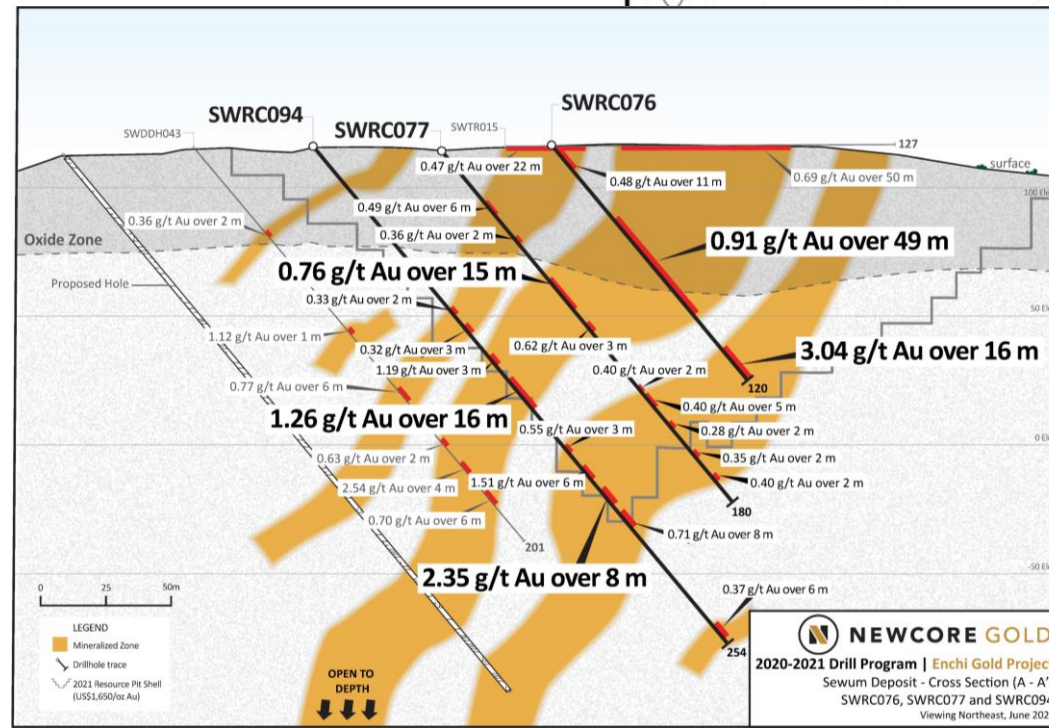 SWRC076
SWRC094
SWRC077
SWDDH043
SWTR015
127
surface
0.47 g/t Au over 22 m
0.48 g/t Au over 11 m
0.69 g/t Au over 50 m
100 Ele
0.49 g/t Au over 6 m
0.36 g/t Au over 2 m
0.36 g/t Au over 2 m
Oxide Zone
0.91 g/t Au over 49 m
0.76 g/t Au over 15 m
Proposed Hole
0.33 g/t Au over 2 m
50 Ele
1.12 g/t Au over 1 m
0.32 g/t Au over 3 m
0.62 g/t Au over 3 m
3.04 g/t Au over 16 m
1.19 g/t Au over 3 m
0.40 g/t Au over 2 m
120
0.77 g/t Au over 6 m
0.40 g/t Au over 5 m
1.26 g/t Au over 16 m
0.55 g/t Au over 3 m
0.28 g/t Au over 2 m
0 Ele
0.63 g/t Au over 2 m
0.35 g/t Au over 2 m
1.51 g/t Au over 6 m
2.54 g/t Au over 4 m
0.40 g/t Au over 2 m
180
0.70 g/t Au over 6 m
0.71 g/t Au over 8 m
201
2.35 g/t Au over 8 m
-50 Ele
0.37 g/t Au over 6 m
254
0 25 50m
LEGEND
Mineralized Zone
Drillhole trace
2021 Resource Pit Shell
(US$1,650/oz Au)
OPEN TO
DEPTH
NEWCORE GOLD
2020-2021 Drill Program | Enchi Gold Project
Sewum Deposit - Cross Section (A - A')
SWRC076, SWRC077 and SWRC094
Viewing Northeast, June 202